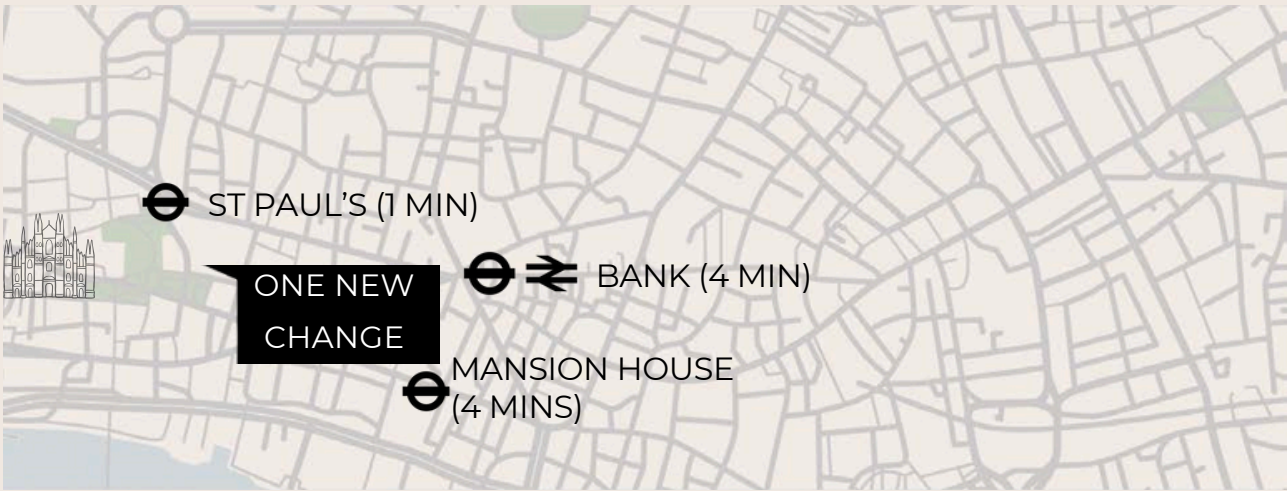 ST PAUL’S (1 MIN)
ONE NEW
CHANGE
BANK (4 MIN)
MANSION HOUSE
(4 MINS)